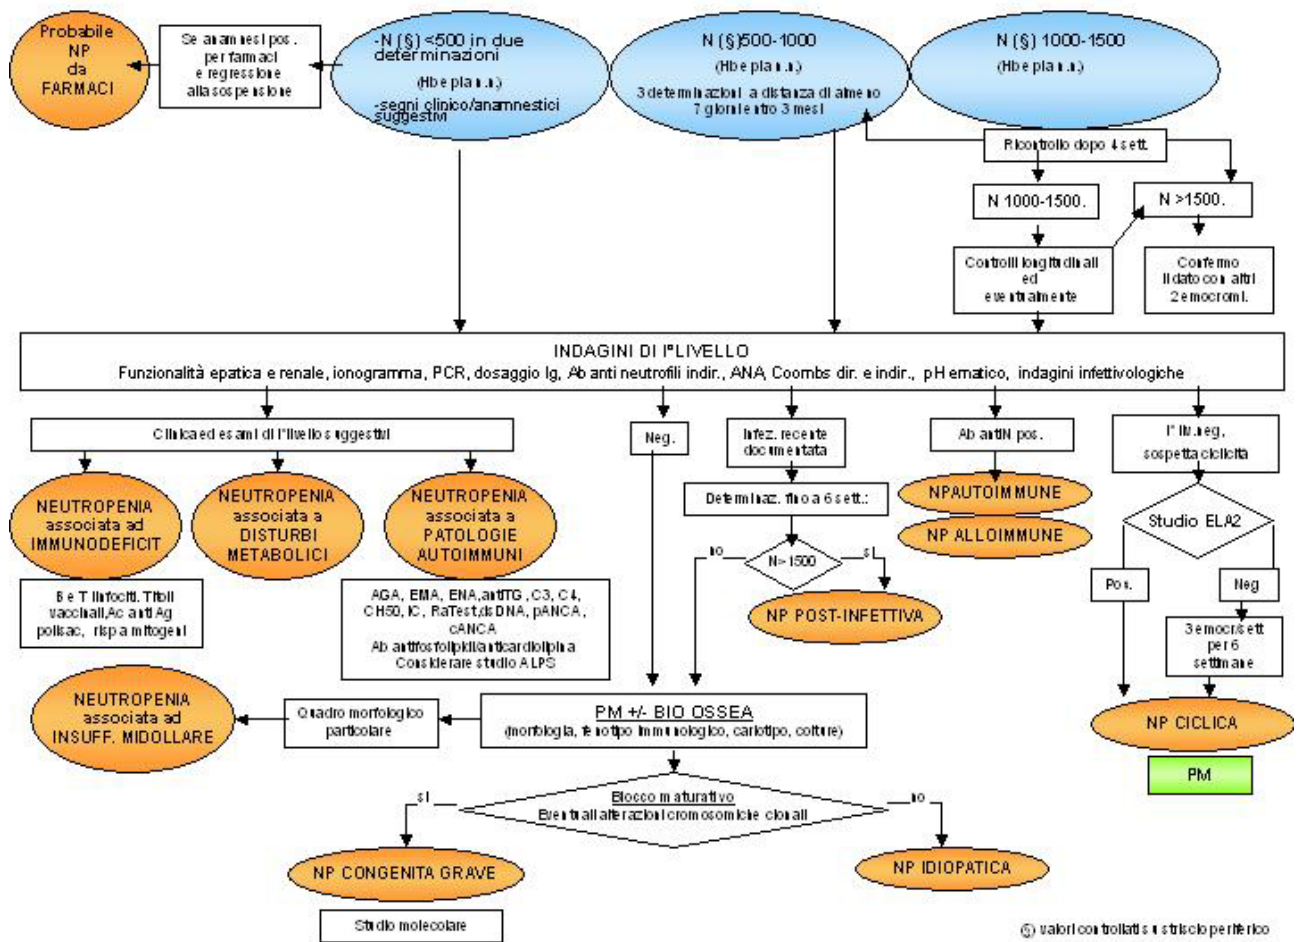 Probabile
NP
da
FARMACI
Se anamnesi pos.
per farmaci
e regressione
alla sospensione
-N (§) <500 in due
determinazioni
(Hb e pla n.n.)
-segni clinico/anamnestici
suggestivi
N (§)500-1000
(Hb e pla n.n.)
3 determinazioni a distanza di almeno
7 giorni entro 3 mesi
N (§) 1000-1500
(Hb e pla n.n.)
Ricontrollo dopo 4 sett.
N 1000-1500.
N >1500.
Controlli longitudinali
ed
eventualmente
Confermo
il dato con altri
2 emocromi.
INDAGINI DI I°LIVELLO
Funzionalità epatica e renale, ionogramma, PCR, dosaggio Ig, Ab anti neutrofili indir., ANA, Coombs dir. e indir., pH ematico, indagini infettivologiche
Clinica ed esami di I° livello suggestivi
Neg.
Infez. recente
documentata
Ab antiN pos.
I° liv.neg,
sospetta ciclicità
NEUTROPENIA
associata ad
IMMUNODEFICIT
NEUTROPENIA
associata a
DISTURBI
METABOLICI
NEUTROPENIA
associata a
PATOLOGIE
AUTOIMMUNI
Determinaz. fino a 6 sett.:
NP AUTOIMMUNE
NP ALLOIMMUNE
Studio ELA2
no
N>1500
si
Pos.
Neg
B e T linfociti. Titoli
vaccinali, Ac anti Ag
polisac, risp a mitogeni
AGA, EMA, ENA, antiTG, C3, C4,
CH50, IC, RaTest, dsDNA, pANCA,
cANCA
Ab antifosfolipidi/anticardiolipina
Considerare studio ALPS
NP POST-INFETTIVA
3 emocr/sett
per 6
settimane
NEUTROPENIA
associata ad
INSUFF. MIDOLLARE
Quadro morfologico
particolare
PM +/- BIO OSSEA
(morfologia, fenotipo immunologico, cariotipo, colture)
NP CICLICA
PM
si
Blocco maturativo
Eventuali alterazioni cromosomiche clonali
no
NP CONGENITA GRAVE
NP IDIOPATICA
Studio molecolare
(§) valori controllati su striscio periferico